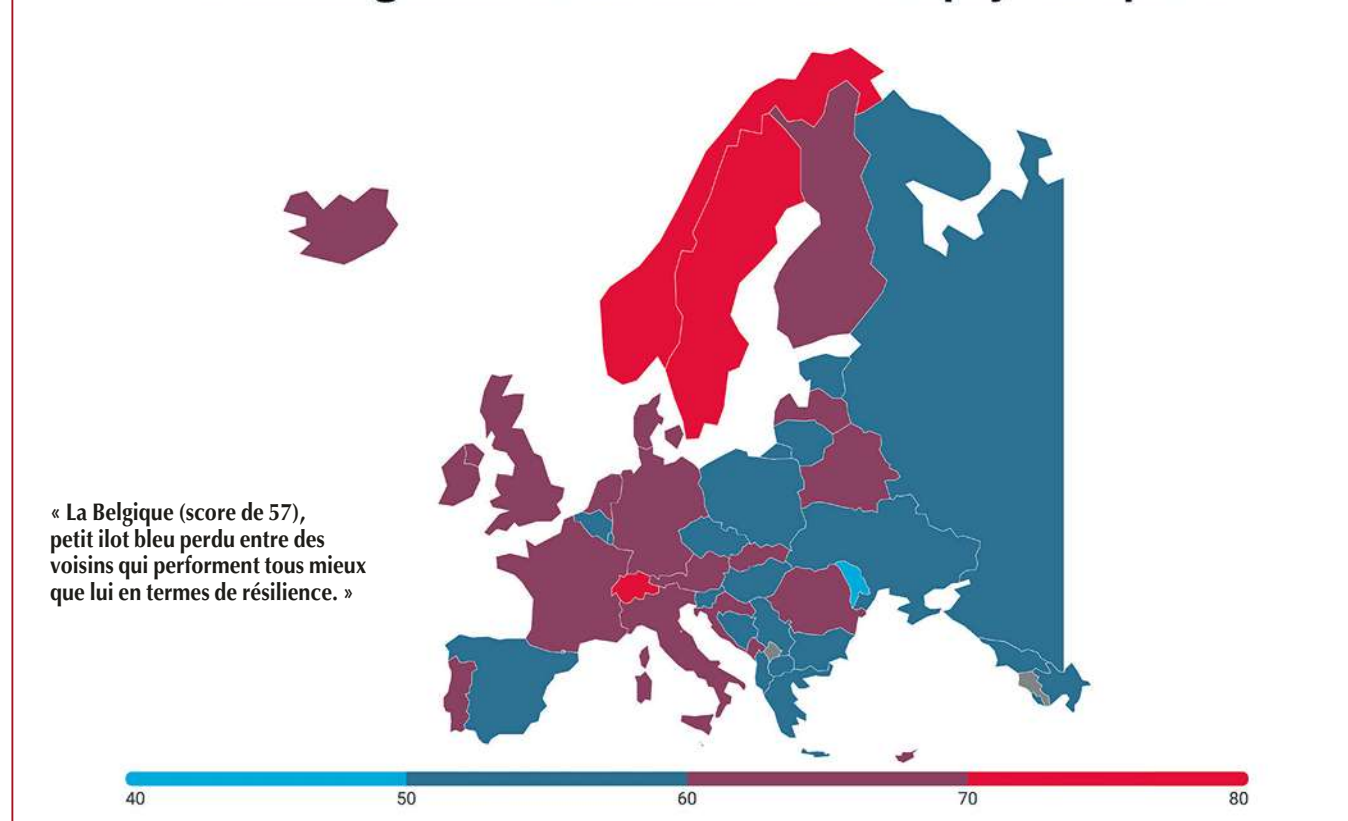 « La Belgique (score de 57),
petit ilot bleu perdu entre des
voisins qui performent tous mieux
que lui en termes de résilience. »
40 50 60 70 80